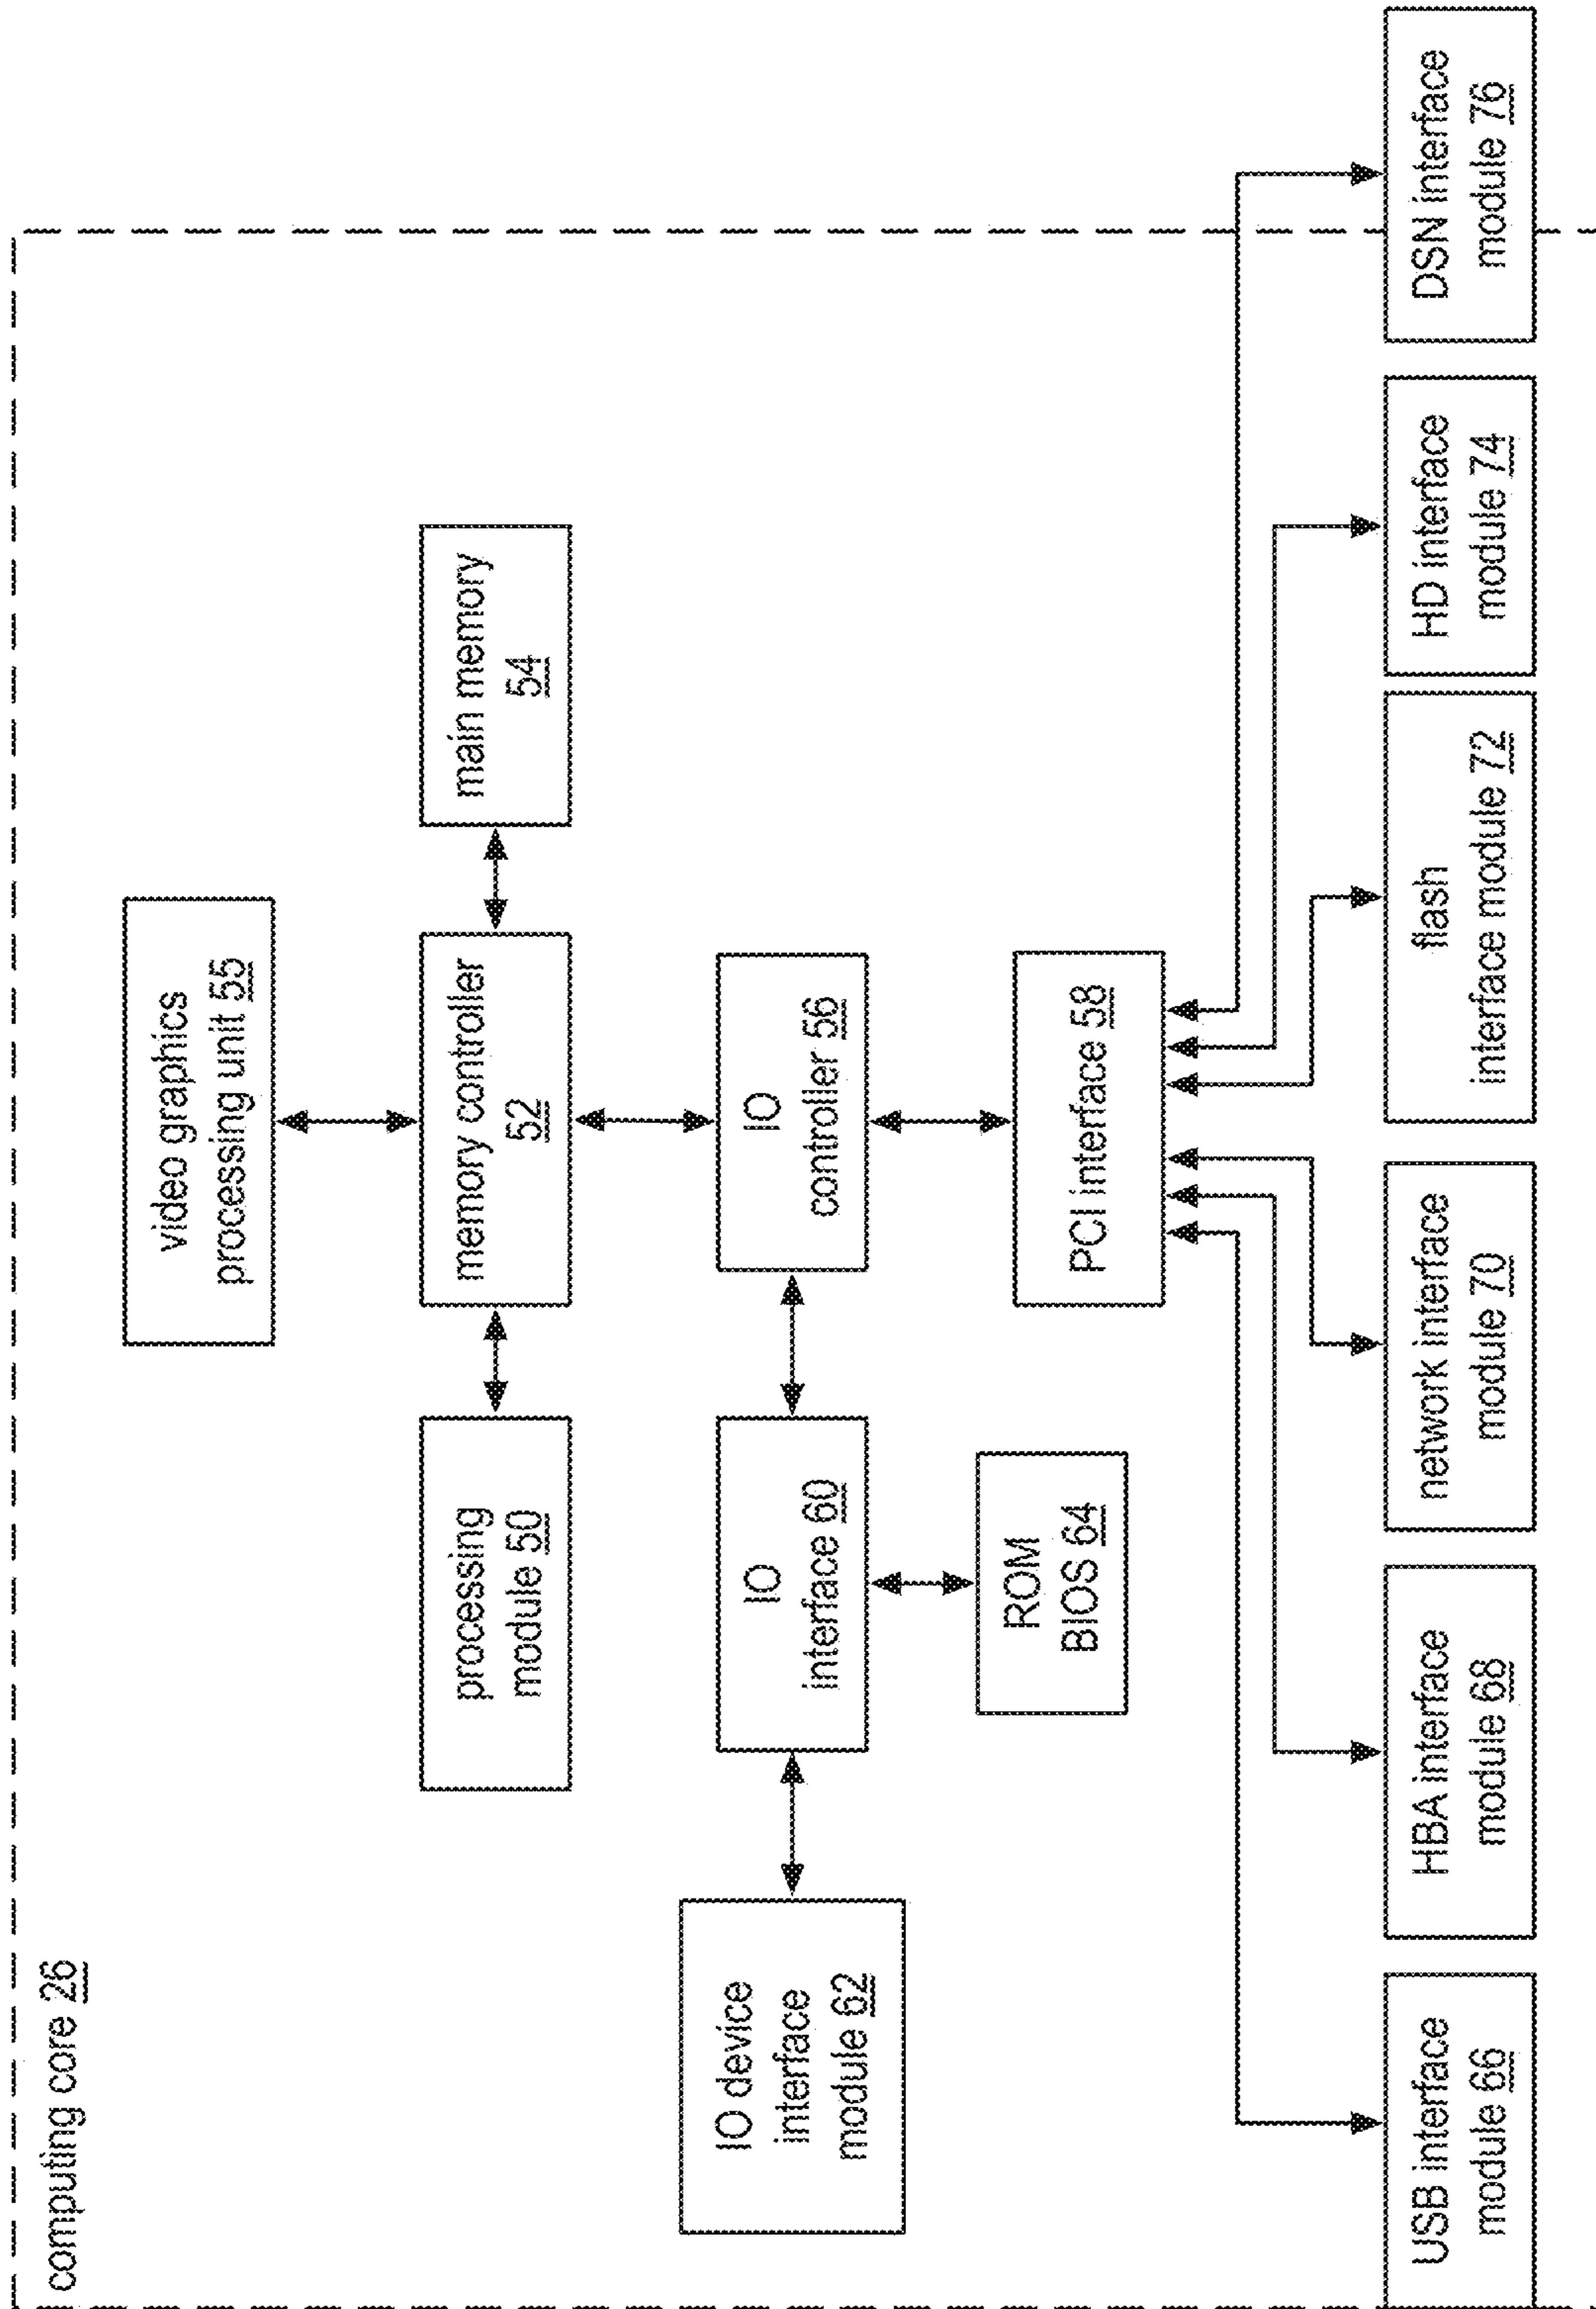 computing core 26
video graphics
processing unit 55
processing
module 50
memory controller
52
main memory
54
IO device
interface
module 62
IO
interface 60
IO
controller 56
ROM
BIOS 64
PCI interface 58
USB interface
module 66
HBA interface
module 68
network interface
module 70
flash
interface module 72
HD interface
module 74
DSN interface
module 76